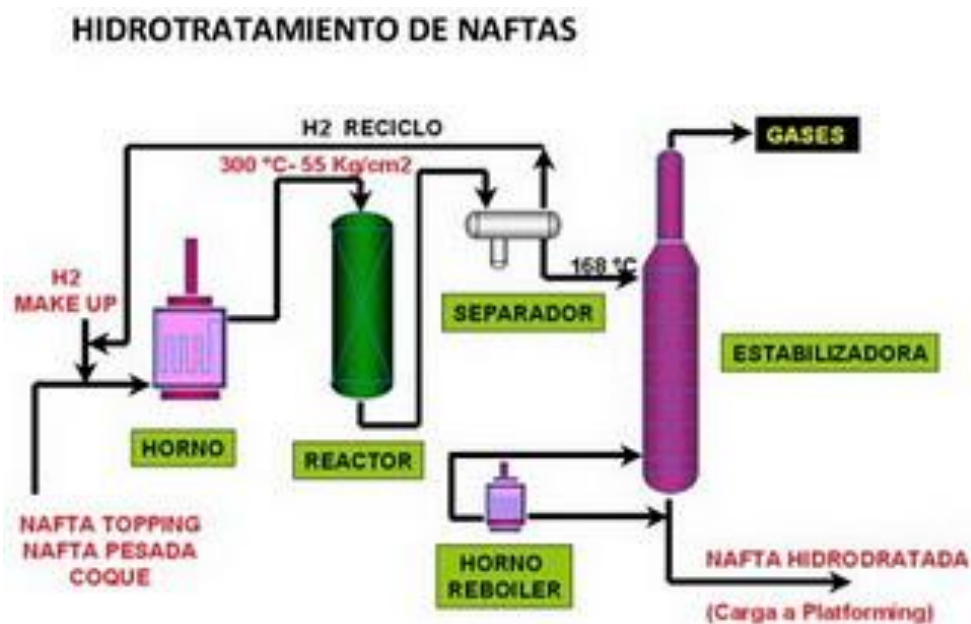 HIDROTRATAMIENTO DE NAFTAS
H2 RECICLO
GASES
300 °C- 55 Kg/cm2
H2
MAKE UP
168 °C
SEPARADOR
ESTABILIZADORA
HORNO
REACTOR
NAFTA TOPPING
NAFTA PESADA
COQUE
HORNO
REBOILER
NAFTA HIDRODRATADA
(Carga a Platforming)